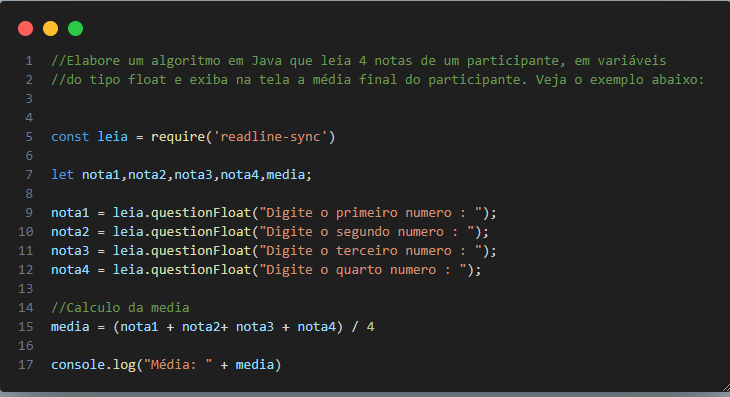 1 //Elabore um algoritmo em Java que leia 4 notas de um participante, em variáveis
2 //do tipo float e exiba na tela a média final do participante. Veja o exemplo abaixo:
3
4
5 const leia = require('readline-sync')
6
7 let nota1,nota2,nota3,nota4,media;
8
9 nota1 = leia.questionFloat("Digite o primeiro numero : ");
10 nota2 = leia.questionFloat("Digite o segundo numero : ");
11 nota3 = leia.questionFloat("Digite o terceiro numero : ");
12 nota4 = leia.questionFloat("Digite o quarto numero : ");
13
14 //Calculo da media
15 media = (nota1 + nota2+ nota3 + nota4) / 4
16
17 console.log("Média: " + media)